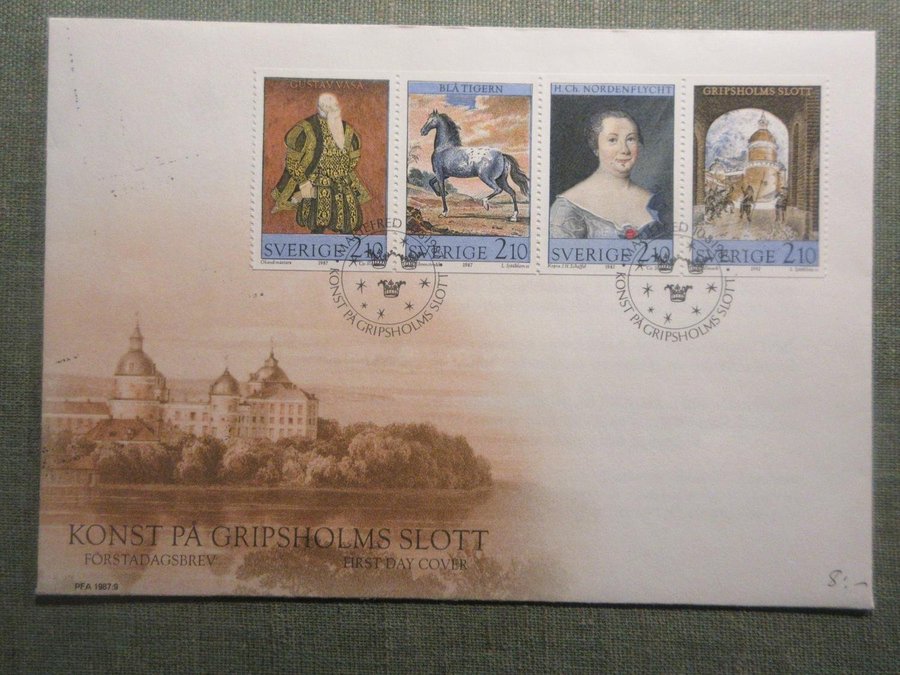 GUSTAV VASA
BLÅ TIGERN
H. Ch. NORDENFLYCHT
GRIPSHOLMS SLOTT
SVERIGE 2.10
SVERIGE 2.10
SVERIGE 2.10
SVERIGE 2.10
1987
1987
1987
1987
KONST PÅ GRIPSHOLMS SLOTT
KONST PÅ GRIPSHOLMS SLOTT
KONST PÅ GRIPSHOLMS SLOTT
FÖRSTADAGSBREV FIRST DAY COVER
PFA 1987:9
8:-